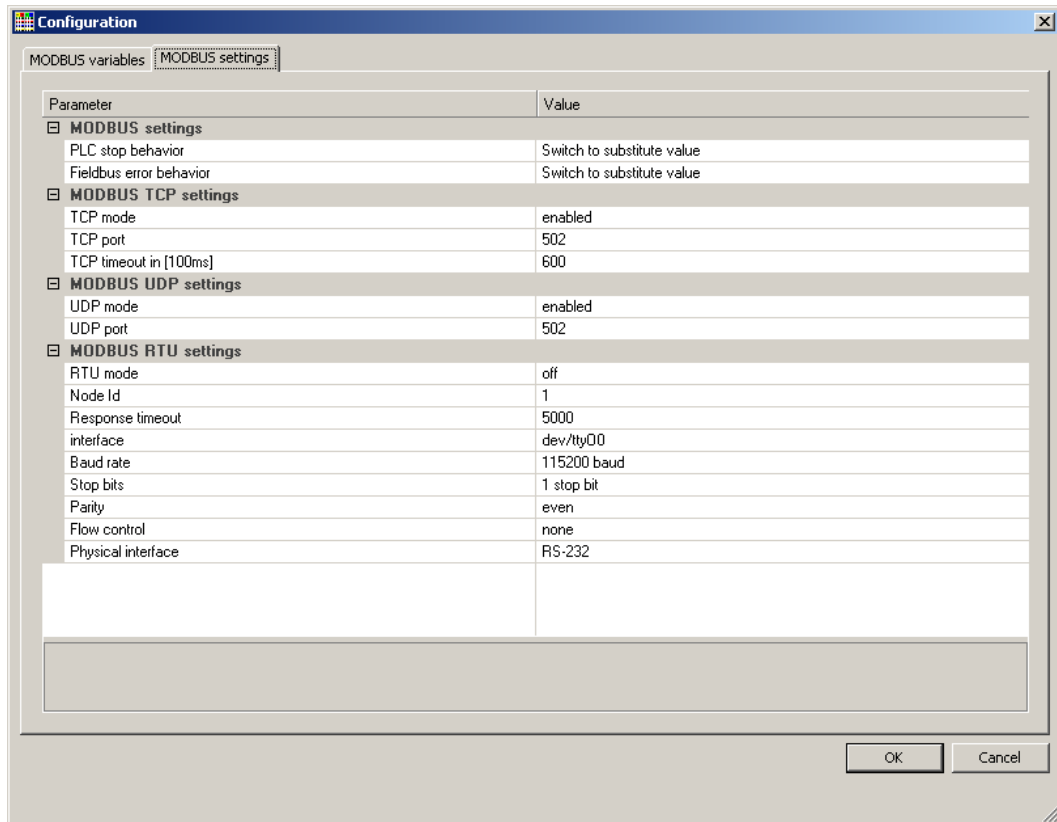 Configuration
MODBUS variables MODBUS settings
Parameter Value
MODBUS settings
PLC stop behavior Switch to substitute value
Fieldbus error behavior Switch to substitute value
MODBUS TCP settings
TCP mode enabled
TCP port 502
TCP timeout in [100ms] 600
MODBUS UDP settings
UDP mode enabled
UDP port 502
MODBUS RTU settings
RTU mode off
Node Id 1
Response timeout 5000
interface dev/ttyO0
Baud rate 115200 baud
Stop bits 1 stop bit
Parity even
Flow control none
Physical interface RS-232
OK Cancel